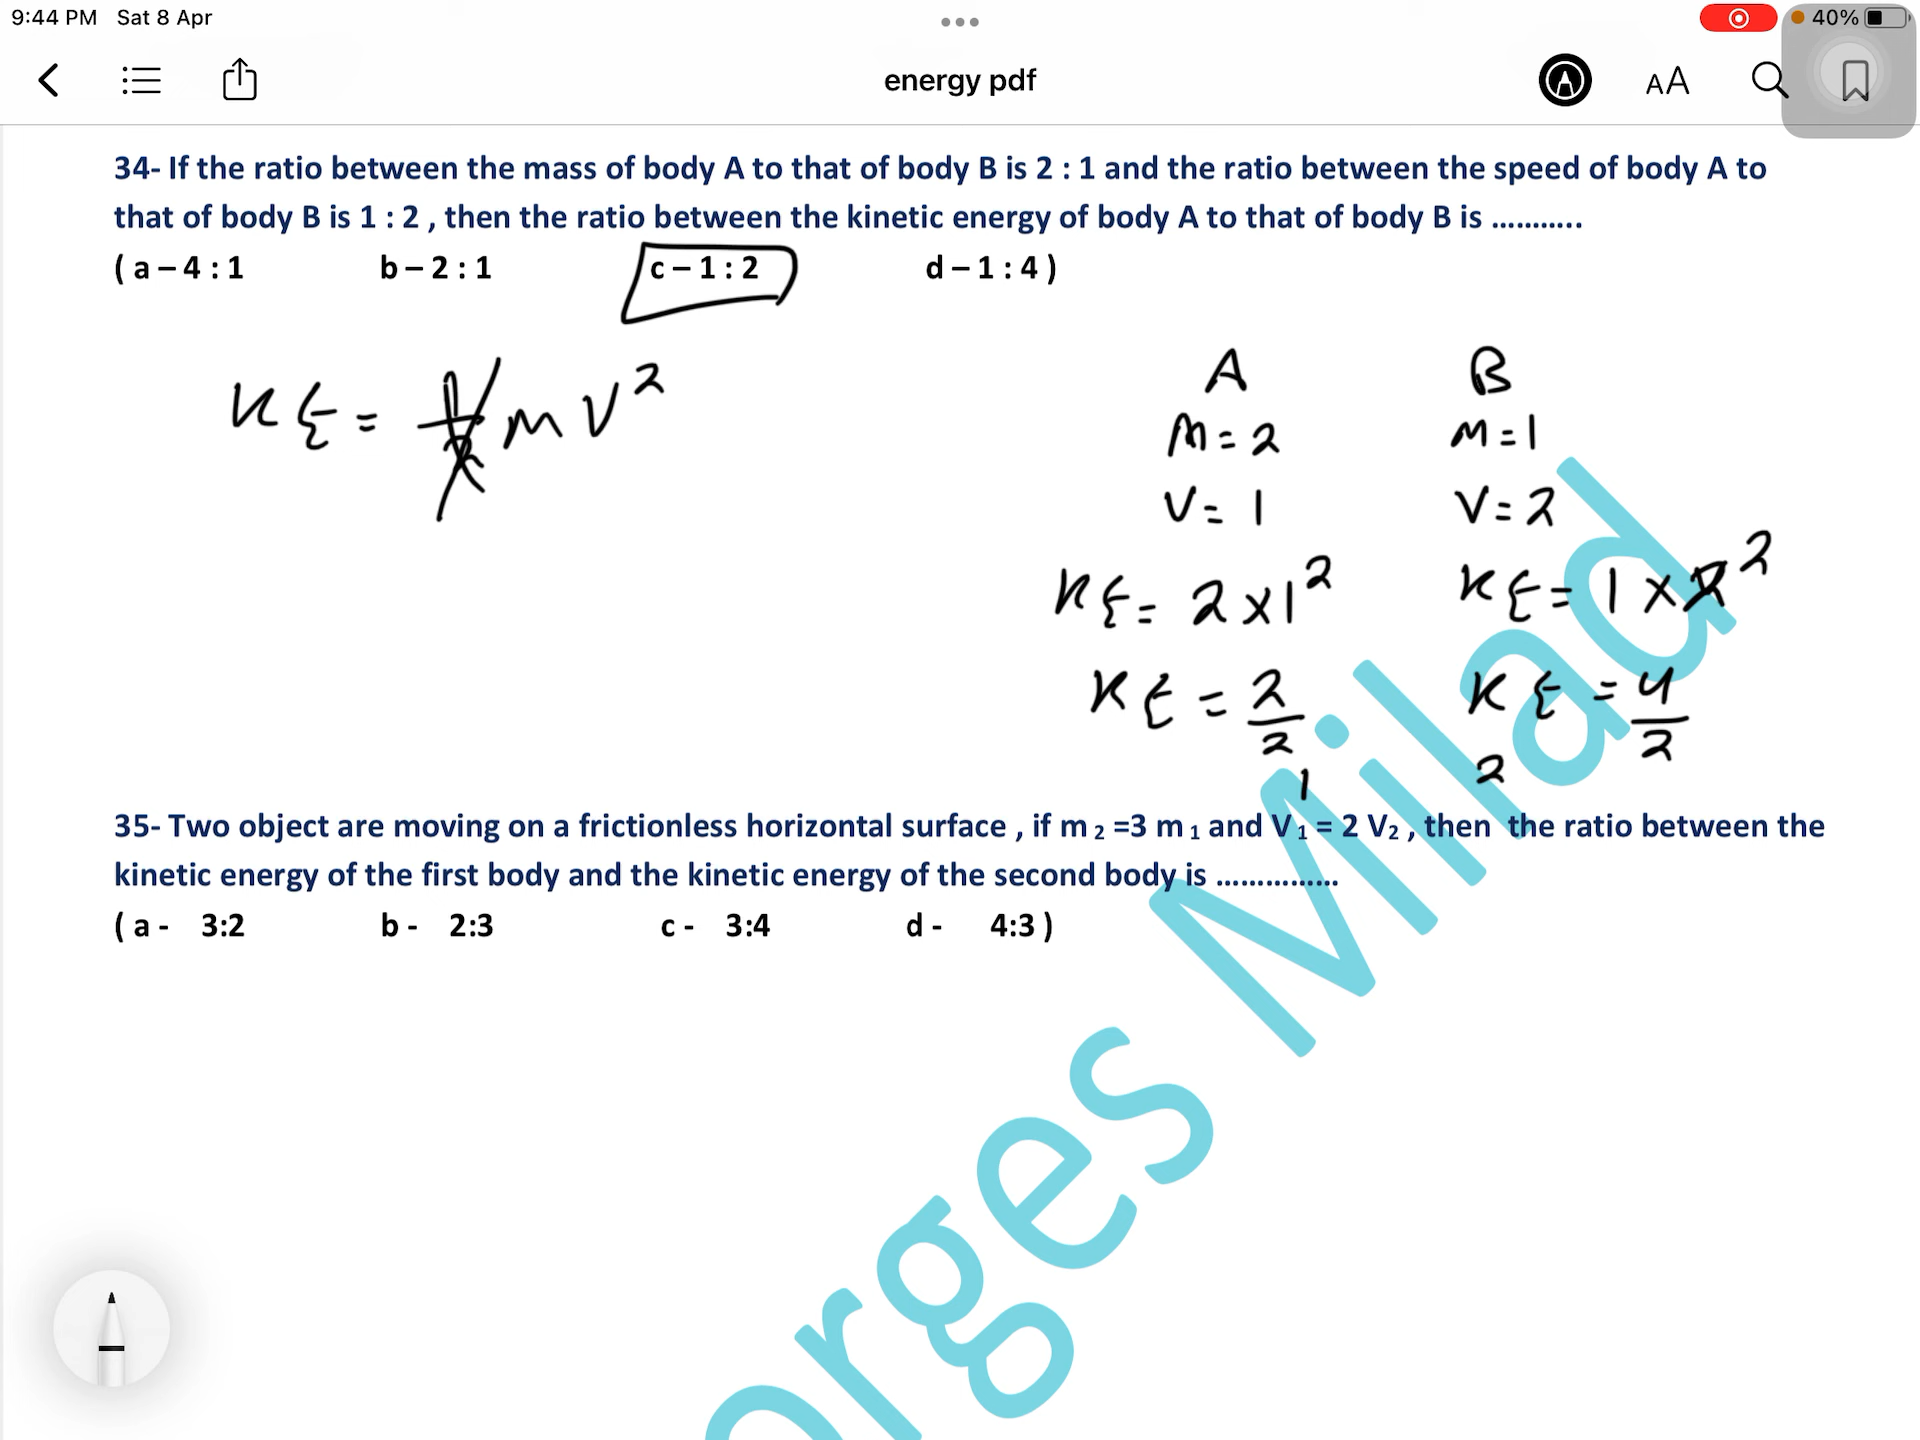 9:44 PM Sat 8 Apr
40%
energy pdf
AA
34- If the ratio between the mass of body A to that of body B is 2 : 1 and the ratio between the speed of body A to
that of body B is 1 : 2 , then the ratio between the kinetic energy of body A to that of body B is ...........
( a – 4 : 1 b – 2 : 1 c – 1 : 2 d – 1 : 4 )
KE = 1/2 m V²
A B
m = 2 m = 1
V = 1 V = 2
KE = 2 x 1² KE = 1 x 2²
KE = 2/2 KE = 4/2
1 2
35- Two object are moving on a frictionless horizontal surface , if m 2 =3 m 1 and V 1 = 2 V2 , then the ratio between the
kinetic energy of the first body and the kinetic energy of the second body is ...............
( a - 3:2 b - 2:3 c - 3:4 d - 4:3 )
orges Milad